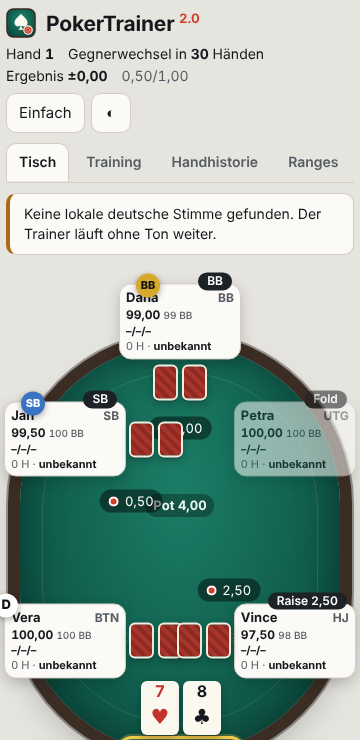 PokerTrainer 2.0
Hand 1 Gegnerwechsel in 30 Händen
Ergebnis ±0,00 0,50/1,00
Einfach
Tisch Training Handhistorie Ranges
Keine lokale deutsche Stimme gefunden. Der
Trainer läuft ohne Ton weiter.
BB
BB
Dana BB
99,00 99 BB
–/–/–
0 H · unbekannt
SB
SB
Jan SB
99,50 100 BB
–/–/–
0 H · unbekannt
,00
Fold
Petra UTG
100,00 100 BB
–/–/–
0 H · unbekannt
0,50
Pot 4,00
2,50
D
Vera BTN
100,00 100 BB
–/–/–
0 H · unbekannt
Raise 2,50
Vince HJ
97,50 98 BB
–/–/–
0 H · unbekannt
7 8